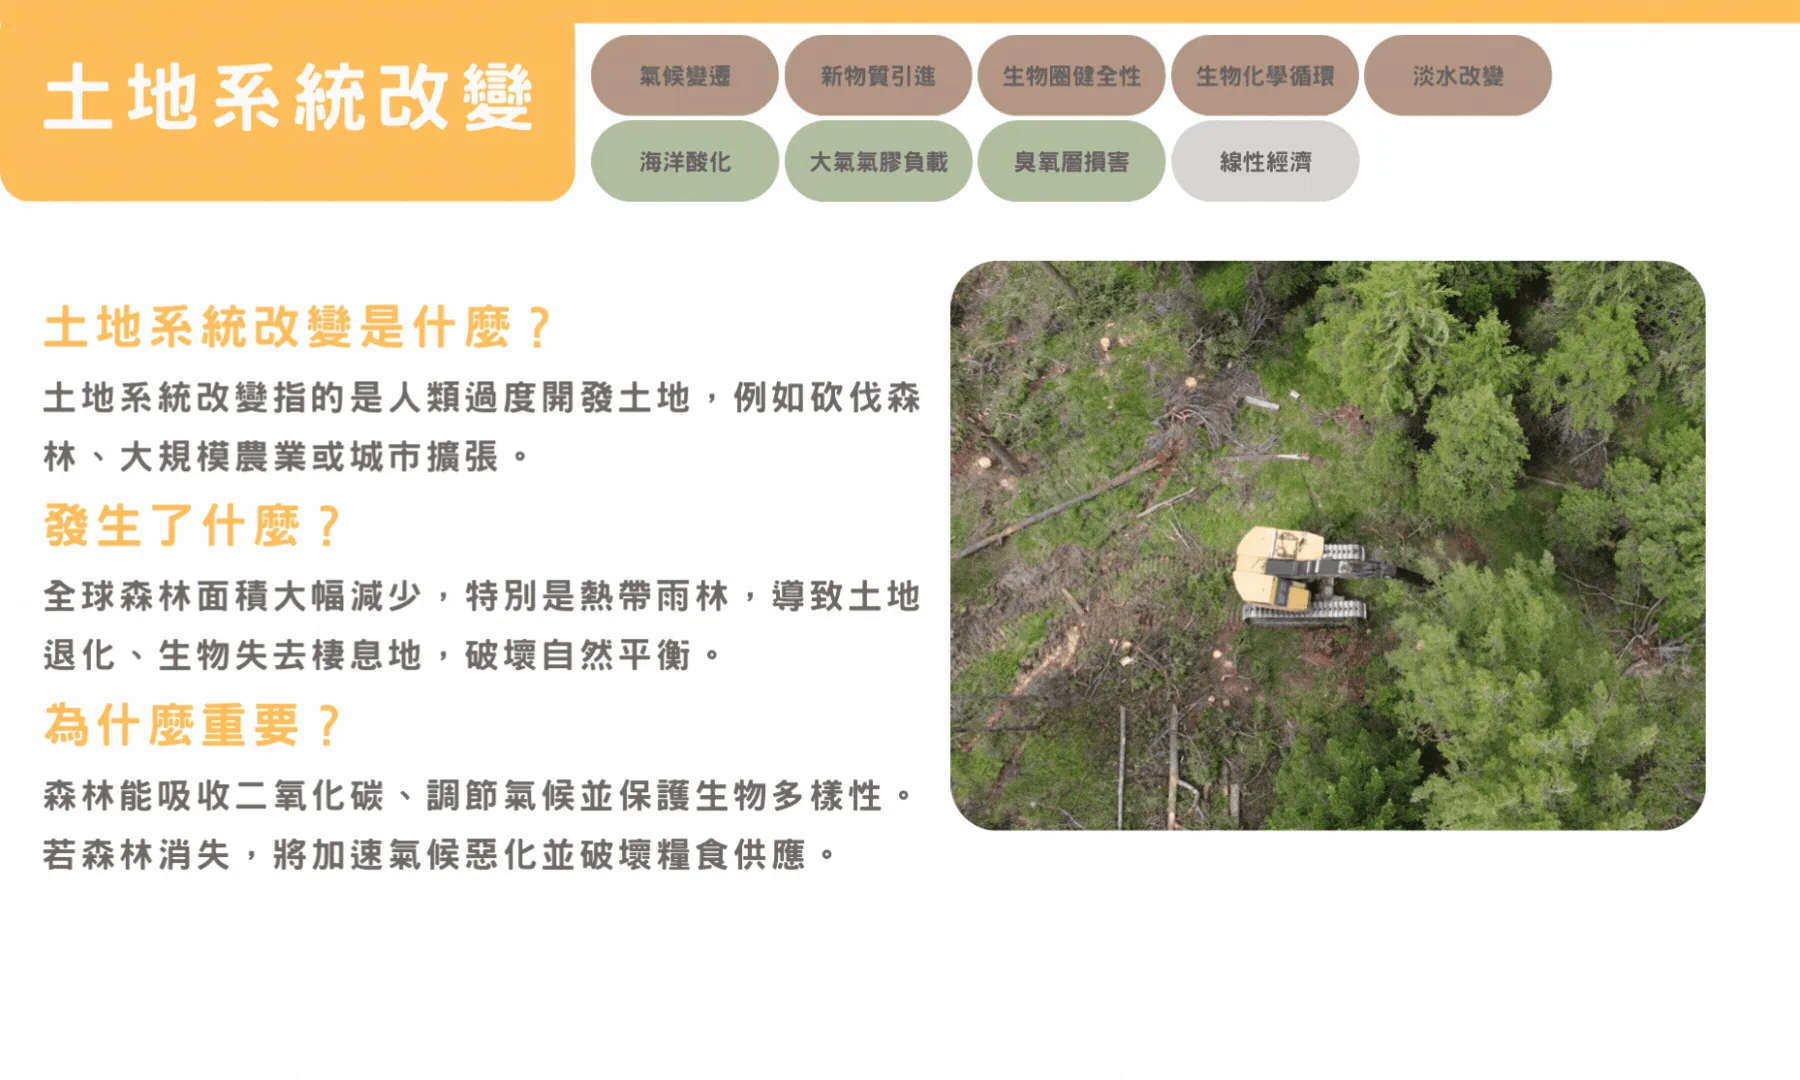 土地系統改變
氣候變遷
新物質引進
生物圈健全性
生物化學循環
淡水改變
海洋酸化
大氣氣膠負載
臭氧層損害
線性經濟
土地系統改變是什麼？
土地系統改變指的是人類過度開發土地，例如砍伐森
林、大規模農業或城市擴張。
發生了什麼？
全球森林面積大幅減少，特別是熱帶雨林，導致土地
退化、生物失去棲息地，破壞自然平衡。
為什麼重要？
森林能吸收二氧化碳、調節氣候並保護生物多樣性。
若森林消失，將加速氣候惡化並破壞糧食供應。